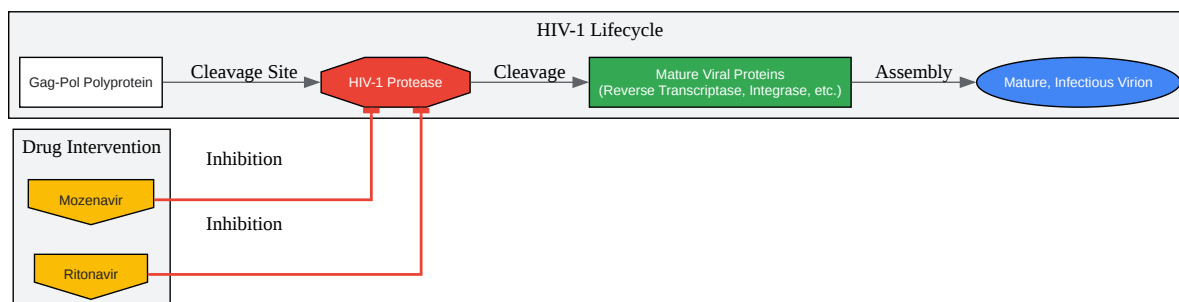 HIV-1 Lifecycle
Gag-Pol Polyprotein
Cleavage Site
HIV-1 Protease
Cleavage
Mature Viral Proteins
(Reverse Transcriptase, Integrase, etc.)
Assembly
Mature, Infectious Virion
Drug Intervention
Inhibition
Mozenavir
Inhibition
Ritonavir